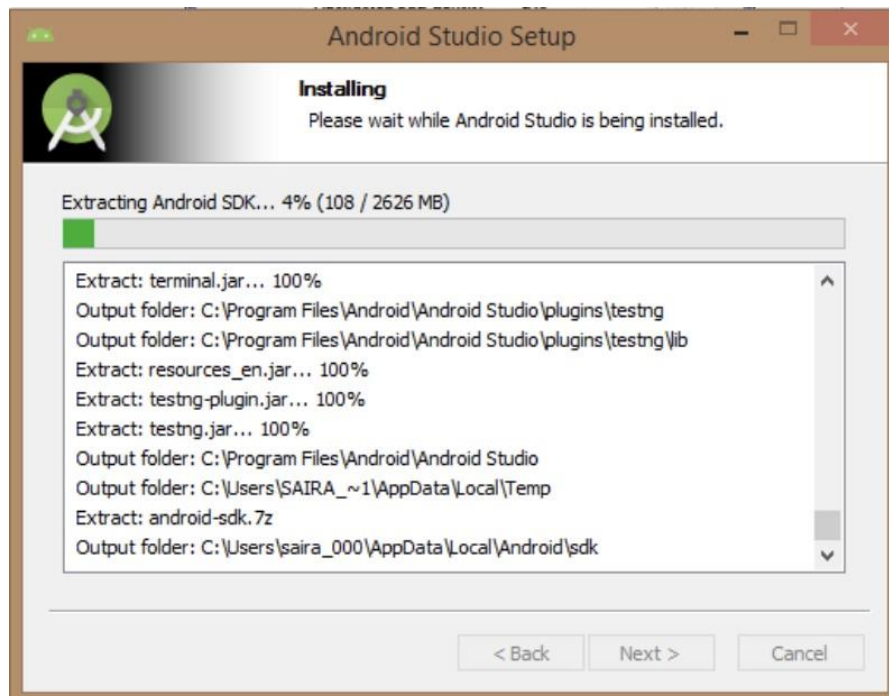 Android Studio Setup
Installing
Please wait while Android Studio is being installed.
Extracting Android SDK... 4% (108 / 2626 MB)
Extract: terminal.jar... 100%
Output folder: C:\Program Files\Android\Android Studio\plugins\testng
Output folder: C:\Program Files\Android\Android Studio\plugins\testng\lib
Extract: resources_en.jar... 100%
Extract: testng-plugin.jar... 100%
Extract: testng.jar... 100%
Output folder: C:\Program Files\Android\Android Studio
Output folder: C:\Users\SAIRA_~1\AppData\Local\Temp
Extract: android-sdk.7z
Output folder: C:\Users\saira_000\AppData\Local\Android\sdk
< Back Next > Cancel